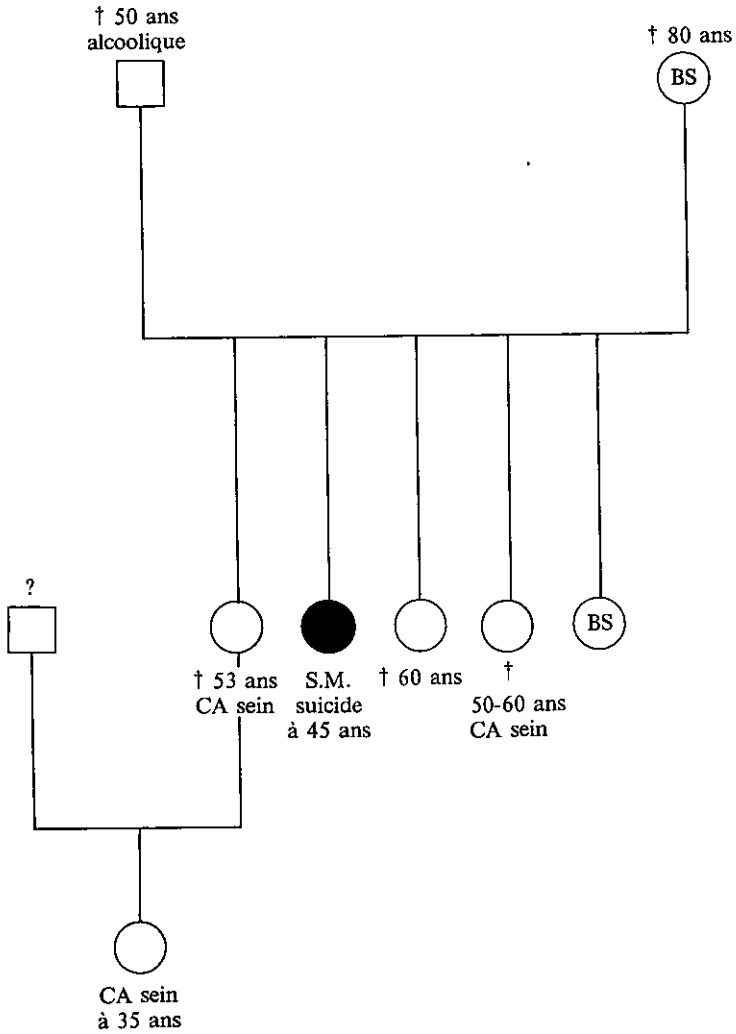 † 50 ans
alcoolique
† 80 ans
BS
?
BS
† 53 ans
CA sein
S.M.
suicide
à 45 ans
† 60 ans
†
50-60 ans
CA sein
CA sein
à 35 ans